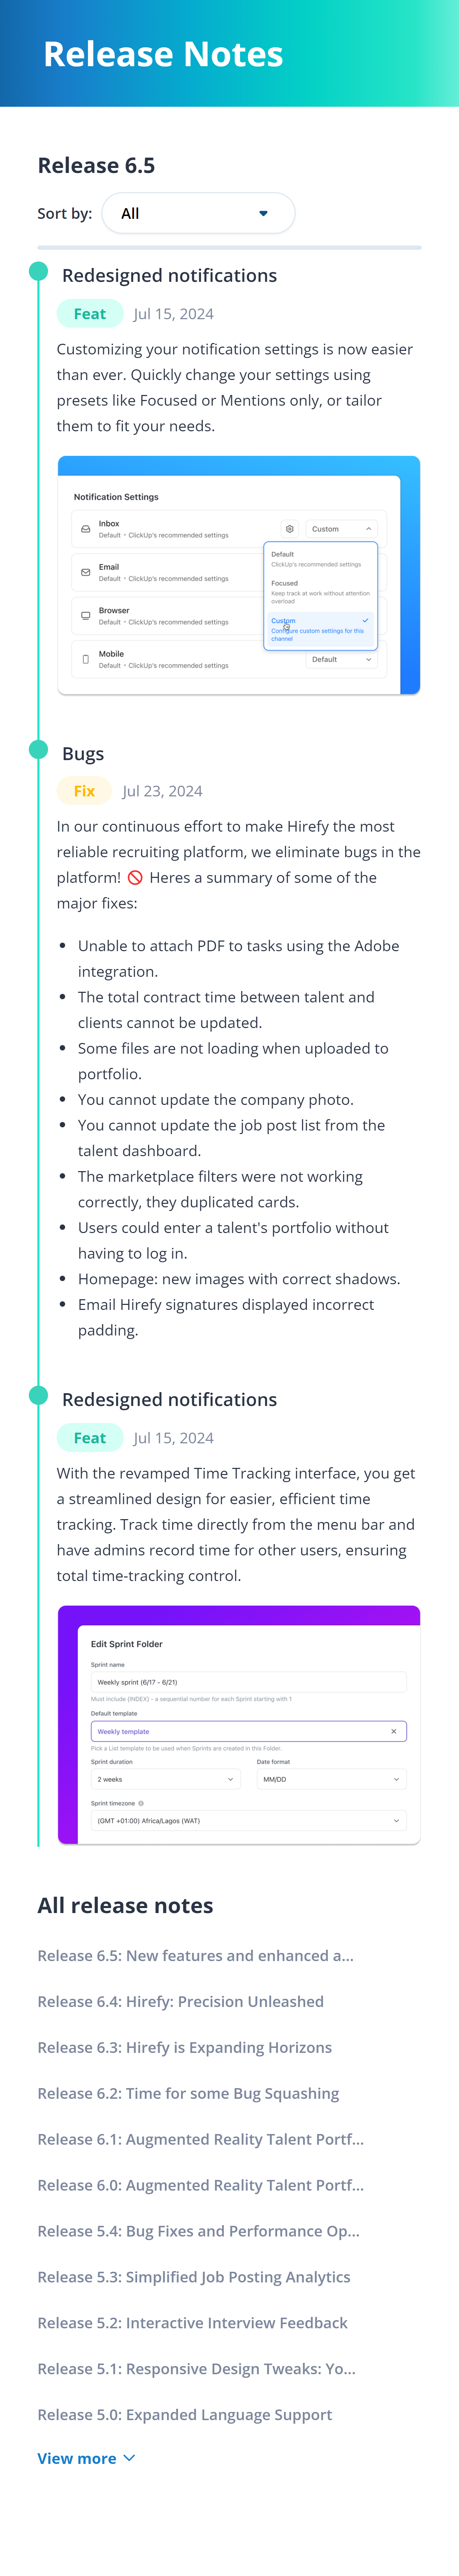 Release Notes
Release 6.5
Sort by: All
Redesigned notifications
Feat Jul 15, 2024
Customizing your notification settings is now easier
than ever. Quickly change your settings using
presets like Focused or Mentions only, or tailor
them to fit your needs.
Notification Settings
Inbox
Default • ClickUp's recommended settings
Custom
Default
ClickUp's recommended settings
Focused
Keep track at work without attention
overload
Custom
Configure custom settings for this
channel
Email
Default • ClickUp's recommended settings
Browser
Default • ClickUp's recommended settings
Mobile
Default • ClickUp's recommended settings
Default
Bugs
Fix Jul 23, 2024
In our continuous effort to make Hirefy the most
reliable recruiting platform, we eliminate bugs in the
platform! 🚫 Heres a summary of some of the
major fixes:
• Unable to attach PDF to tasks using the Adobe
integration.
• The total contract time between talent and
clients cannot be updated.
• Some files are not loading when uploaded to
portfolio.
• You cannot update the company photo.
• You cannot update the job post list from the
talent dashboard.
• The marketplace filters were not working
correctly, they duplicated cards.
• Users could enter a talent's portfolio without
having to log in.
• Homepage: new images with correct shadows.
• Email Hirefy signatures displayed incorrect
padding.
Redesigned notifications
Feat Jul 15, 2024
With the revamped Time Tracking interface, you get
a streamlined design for easier, efficient time
tracking. Track time directly from the menu bar and
have admins record time for other users, ensuring
total time-tracking control.
Edit Sprint Folder
Sprint name
Weekly sprint (6/17 - 6/21)
Must include {INDEX} - a sequential number for each Sprint starting with 1
Default template
Weekly template
Pick a List template to be used when Sprints are created in this Folder.
Sprint duration Date format
2 weeks MM/DD
Sprint timezone
(GMT +01:00) Africa/Lagos (WAT)
All release notes
Release 6.5: New features and enhanced a...
Release 6.4: Hirefy: Precision Unleashed
Release 6.3: Hirefy is Expanding Horizons
Release 6.2: Time for some Bug Squashing
Release 6.1: Augmented Reality Talent Portf...
Release 6.0: Augmented Reality Talent Portf...
Release 5.4: Bug Fixes and Performance Op...
Release 5.3: Simplified Job Posting Analytics
Release 5.2: Interactive Interview Feedback
Release 5.1: Responsive Design Tweaks: Yo...
Release 5.0: Expanded Language Support
View more